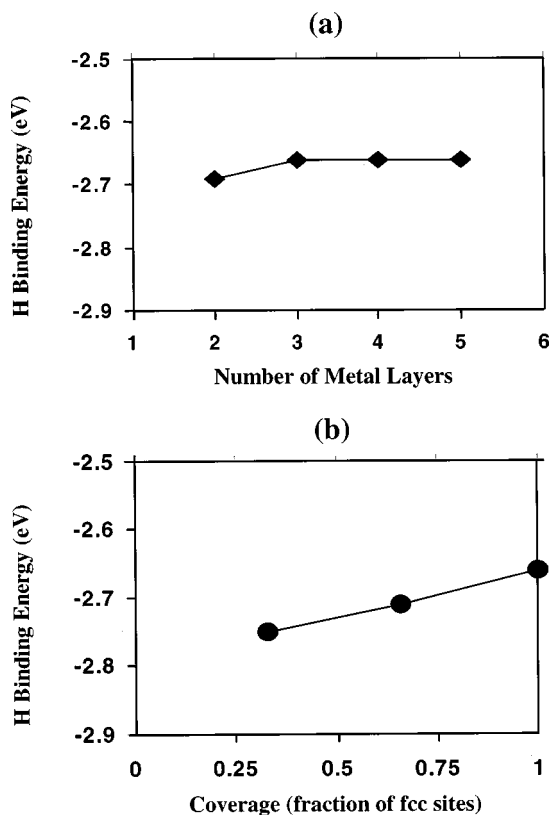 (a)
H Binding Energy (eV)
-2.5
-2.6
-2.7
-2.8
-2.9
1 2 3 4 5 6
Number of Metal Layers
(b)
H Binding Energy (eV)
-2.5
-2.6
-2.7
-2.8
-2.9
0 0.25 0.5 0.75 1
Coverage (fraction of fcc sites)